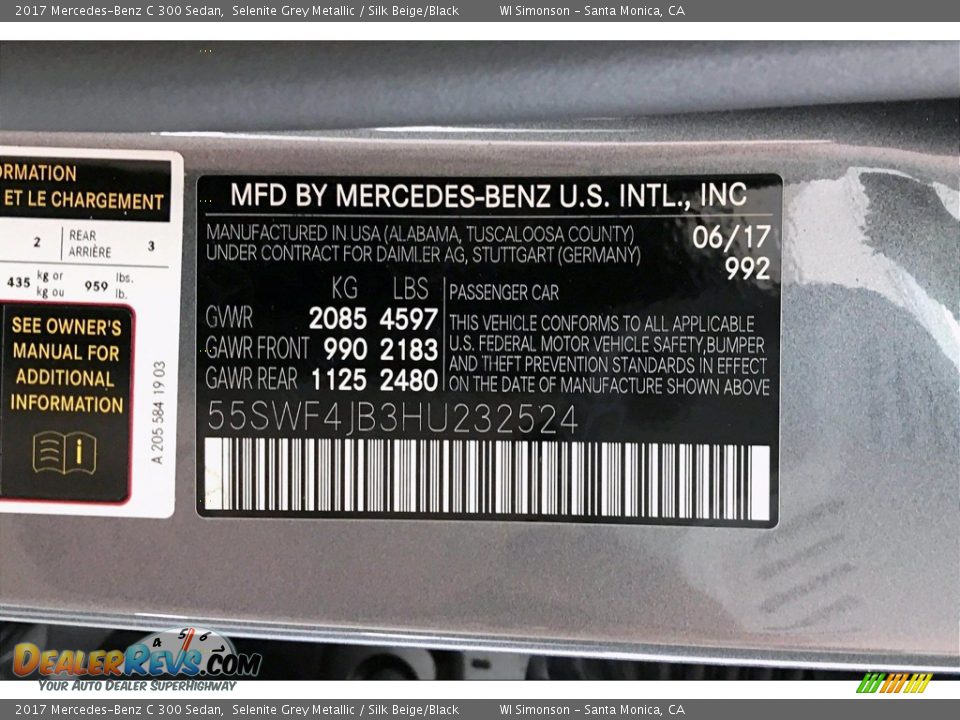 2017 Mercedes-Benz C 300 Sedan, Selenite Grey Metallic / Silk Beige/Black WI Simonson - Santa Monica, CA
ORMATION
ET LE CHARGEMENT
2 REAR ARRIÈRE 3
435 kg or kg ou 959 lbs. lb.
SEE OWNER'S
MANUAL FOR
ADDITIONAL
INFORMATION
A 205 584 19 03
MFD BY MERCEDES-BENZ U.S. INTL., INC
MANUFACTURED IN USA (ALABAMA, TUSCALOOSA COUNTY) 06/17
UNDER CONTRACT FOR DAIMLER AG, STUTTGART (GERMANY)
992
KG LBS
GVWR 2085 4597
GAWR FRONT 990 2183
GAWR REAR 1125 2480
PASSENGER CAR
THIS VEHICLE CONFORMS TO ALL APPLICABLE
U.S. FEDERAL MOTOR VEHICLE SAFETY,BUMPER
AND THEFT PREVENTION STANDARDS IN EFFECT
ON THE DATE OF MANUFACTURE SHOWN ABOVE
55SWF4JB3HU232524
4 5 6
DealerRevs.com
Your Auto Dealer SuperHighway
2017 Mercedes-Benz C 300 Sedan, Selenite Grey Metallic / Silk Beige/Black WI Simonson - Santa Monica, CA